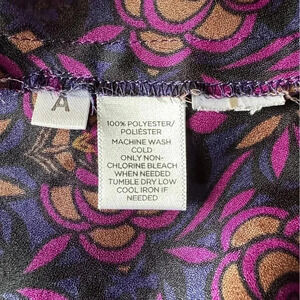 A
100% POLYESTER/
POLIÉSTER
MACHINE WASH
COLD
ONLY NON-
CHLORINE BLEACH
WHEN NEEDED
TUMBLE DRY LOW
COOL IRON IF
NEEDED